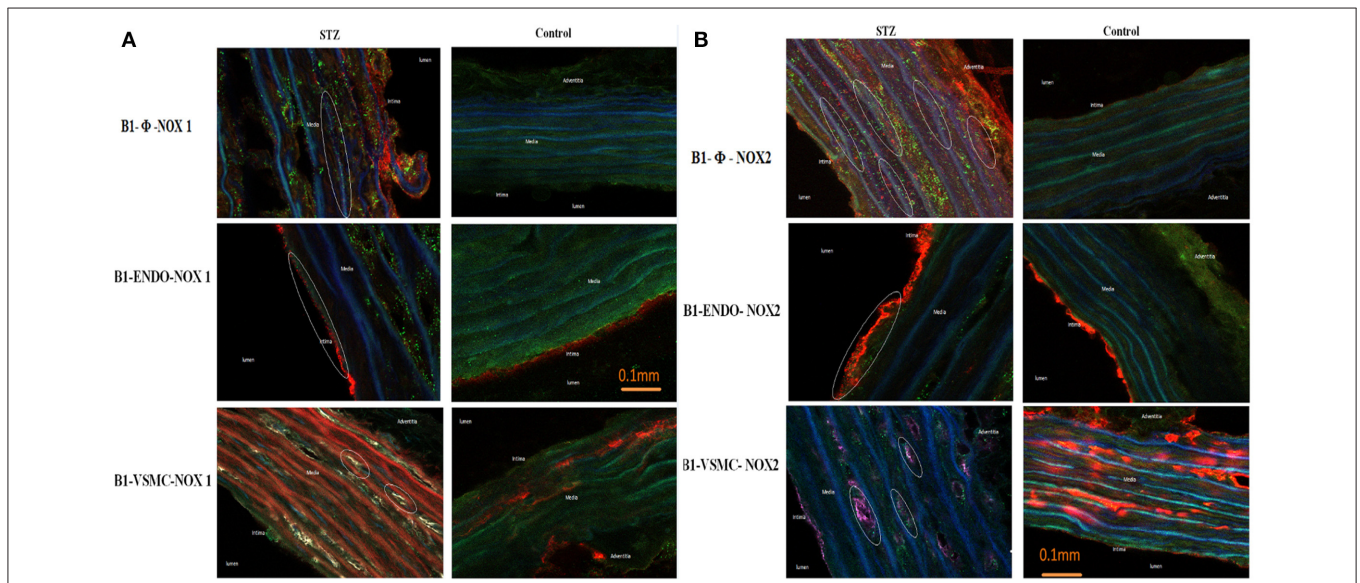 A
STZ
Control
B
STZ
Control
B1- Φ -NOX 1
lumen
Intima
Media
Adventitia
Media
Intima
lumen
B1- Φ - NOX2
Media
Adventitia
Intima
lumen
lumen
Intima
Media
Adventitia
B1-ENDO-NOX 1
Media
Intima
lumen
Media
Intima
lumen
0.1mm
B1-ENDO- NOX2
lumen
Intima
Media
Adventitia
Media
Intima
lumen
B1-VSMC-NOX 1
Adventitia
Media
Intima
lumen
lumen
Intima
Media
Adventitia
B1-VSMC- NOX2
Adventitia
Media
Intima
lumen
Adventitia
Media
Intima
lumen
0.1mm